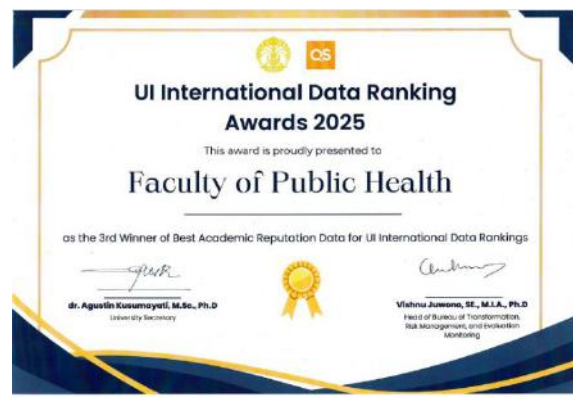 QS
UI International Data Ranking
Awards 2025
This award is proudly presented to
Faculty of Public Health
as the 3rd Winner of Best Academic Reputation Data for UI International Data Rankings
dr. Agustin Kusumayati, M.Sc., Ph.D
University Secretary
Vishnu Juwono, SE., M.I.A., Ph.D
Head of Bureau of Transformation,
Risk Management, and Evaluation
Monitoring